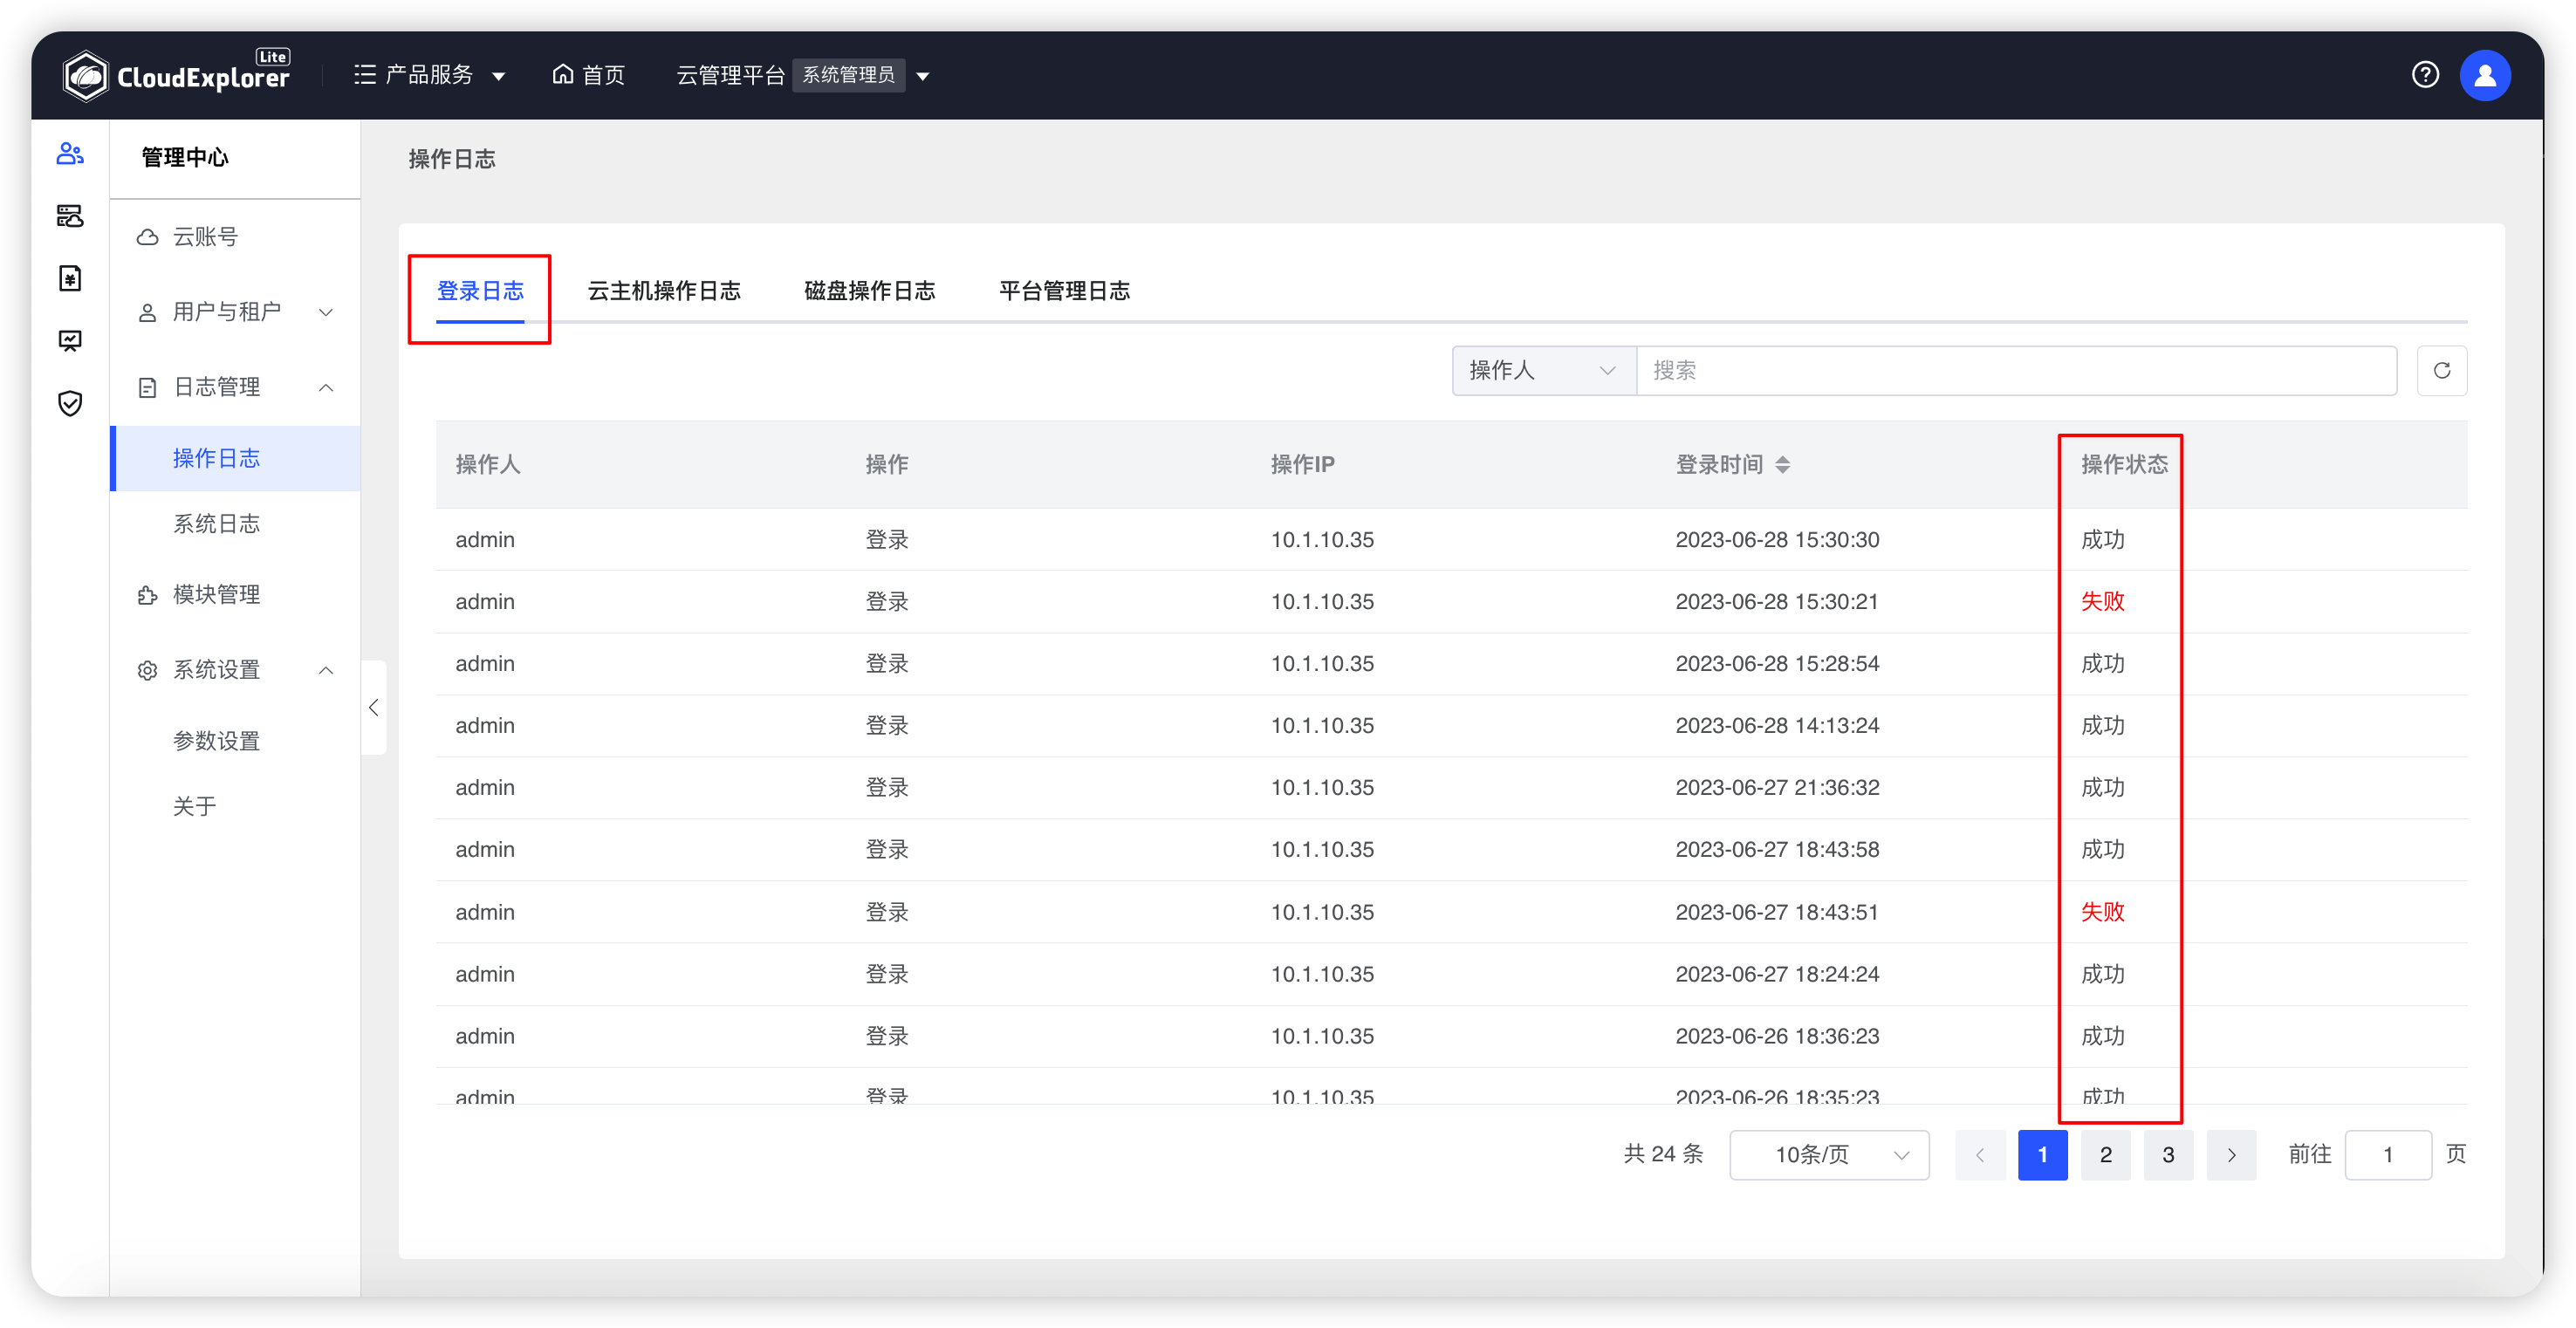 CloudExplorer Lite
产品服务 首页 云管理平台 系统管理员
管理中心
云账号
用户与租户
日志管理
操作日志
系统日志
模块管理
系统设置
参数设置
关于
操作日志
登录日志 云主机操作日志 磁盘操作日志 平台管理日志
操作人 搜索
操作人 操作 操作IP 登录时间 操作状态
admin 登录 10.1.10.35 2023-06-28 15:30:30 成功
admin 登录 10.1.10.35 2023-06-28 15:30:21 失败
admin 登录 10.1.10.35 2023-06-28 15:28:54 成功
admin 登录 10.1.10.35 2023-06-28 14:13:24 成功
admin 登录 10.1.10.35 2023-06-27 21:36:32 成功
admin 登录 10.1.10.35 2023-06-27 18:43:58 成功
admin 登录 10.1.10.35 2023-06-27 18:43:51 失败
admin 登录 10.1.10.35 2023-06-27 18:24:24 成功
admin 登录 10.1.10.35 2023-06-26 18:36:23 成功
admin 登录 10.1.10.35 2023-06-26 18:35:23 成功
共 24 条 10条/页 1 2 3 前往 1 页